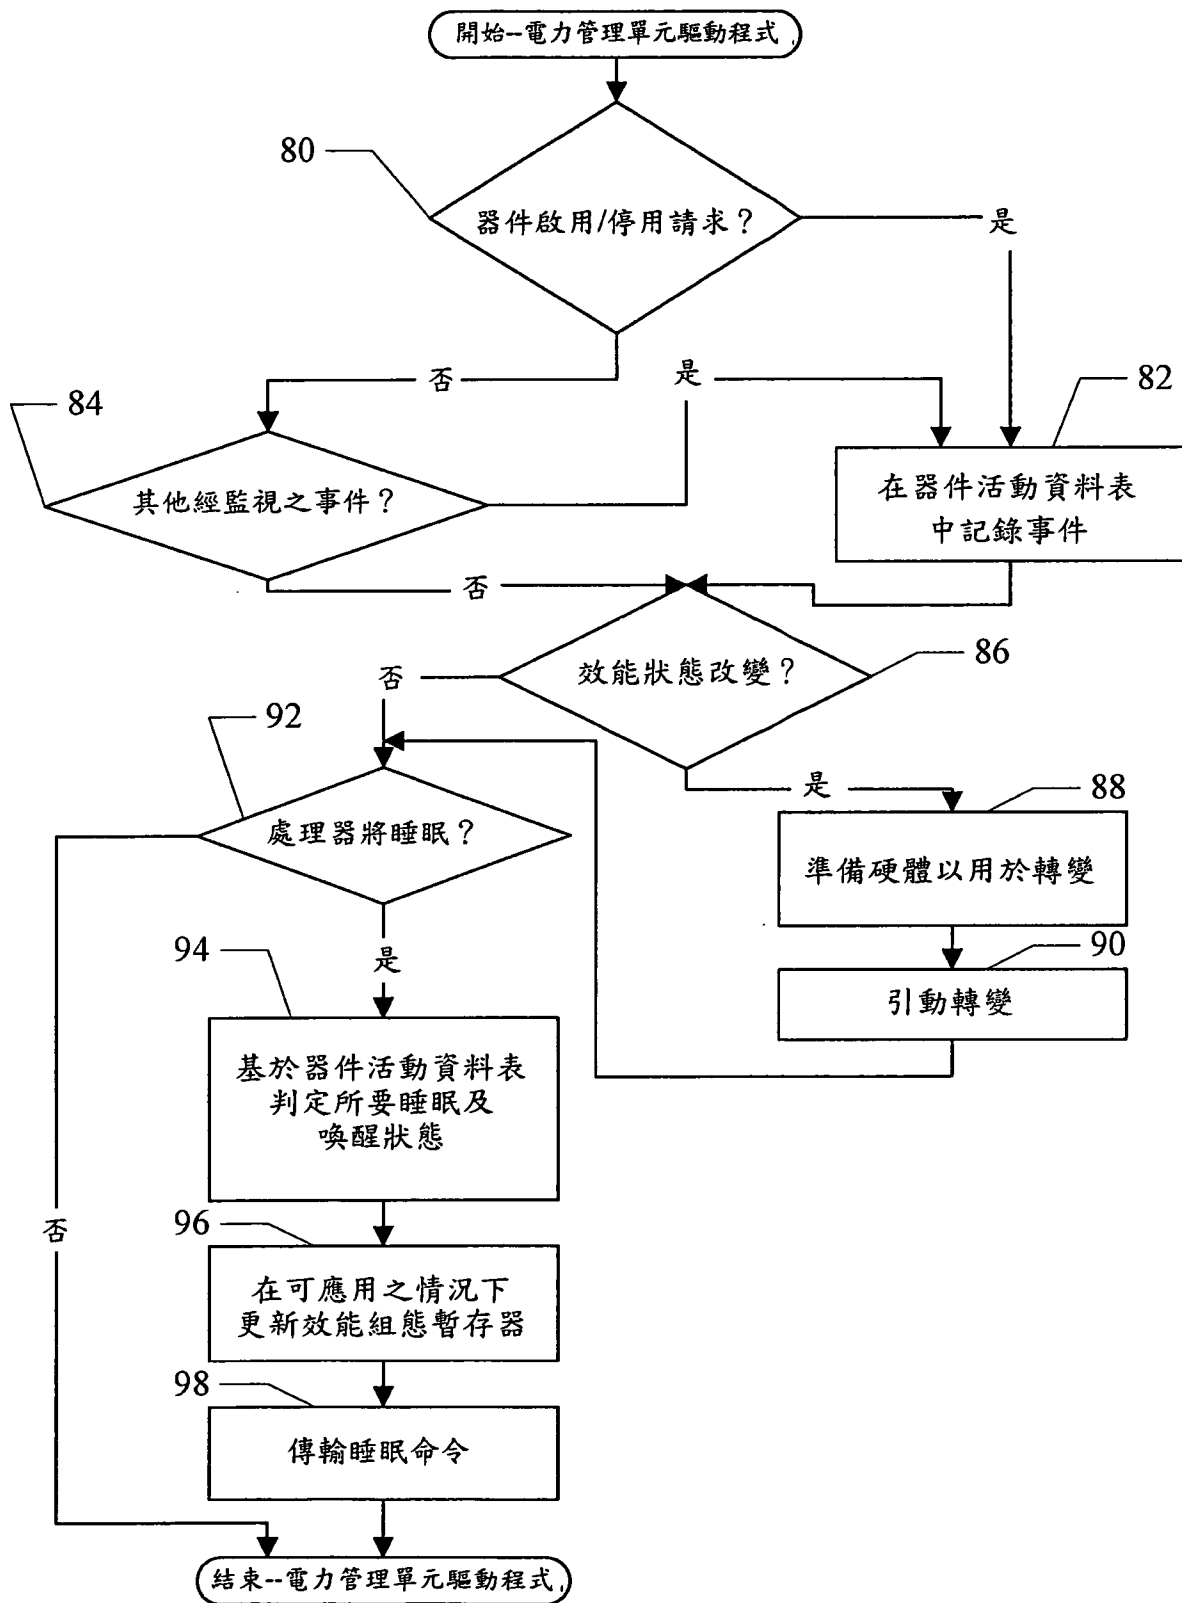 開始--電力管理單元驅動程式
80
器件啟用/停用請求？
是
否
是
84
82
其他經監視之事件？
在器件活動資料表
中記錄事件
否
86
效能狀態改變？
否
92
是
88
處理器將睡眠？
準備硬體以用於轉變
94
是
90
引動轉變
基於器件活動資料表
判定所要睡眠及
喚醒狀態
否
96
在可應用之情況下
更新效能組態暫存器
98
傳輸睡眠命令
結束--電力管理單元驅動程式